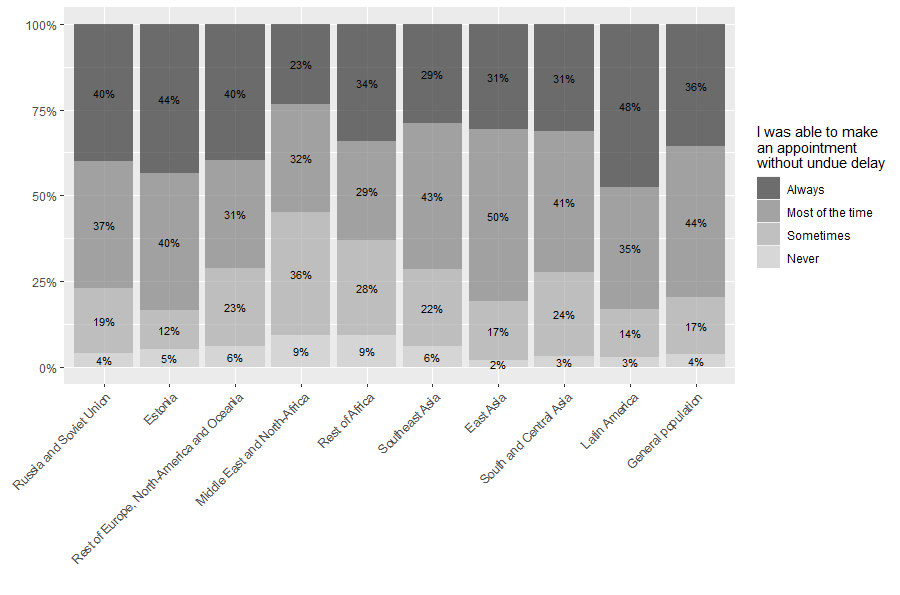 100%
75%
50%
25%
0%
40%
37%
19%
4%
44%
40%
12%
5%
40%
31%
23%
6%
23%
32%
36%
9%
34%
29%
28%
9%
29%
43%
22%
6%
31%
50%
17%
2%
31%
41%
24%
3%
48%
35%
14%
3%
36%
44%
17%
4%
Russia and Soviet Union
Estonia
Rest of Europe, North-America and Oceania
Middle East and North-Africa
Rest of Africa
Southeast Asia
East Asia
South and Central Asia
Latin America
General population
I was able to make
an appointment
without undue delay
Always
Most of the time
Sometimes
Never